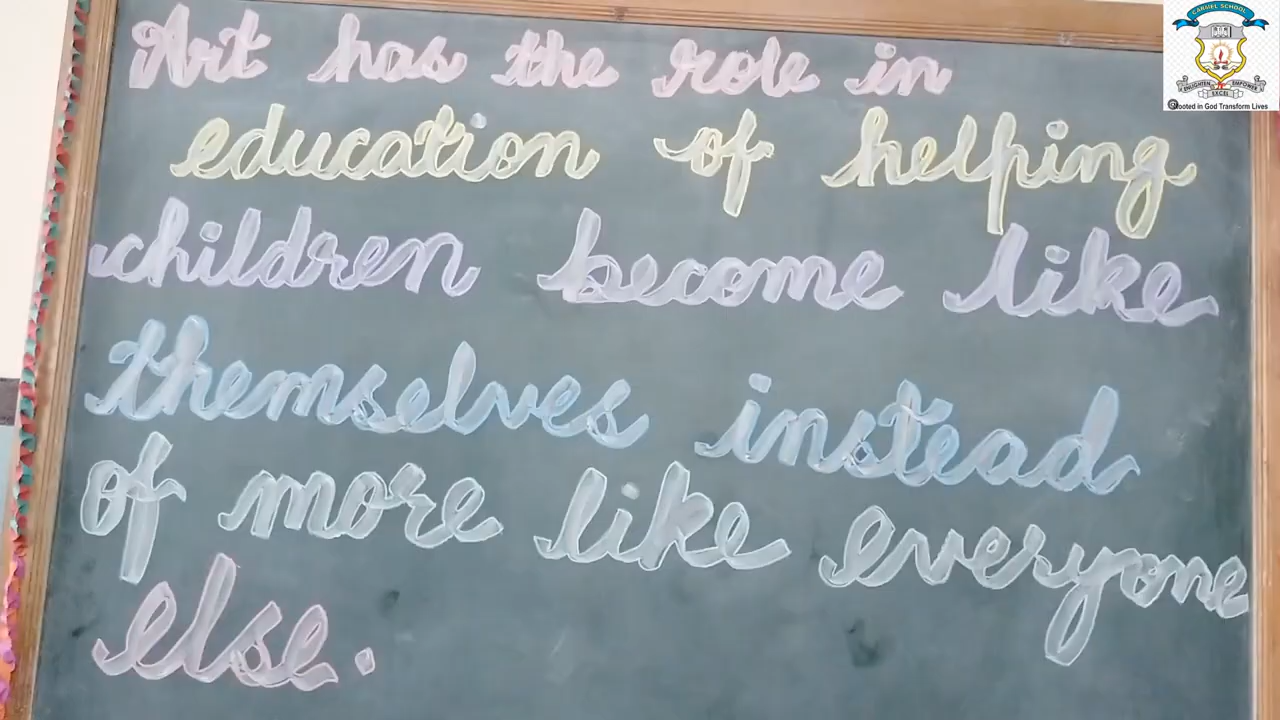 Art has the role in
education of helping
children become like
themselves instead
of more like everyone
else.
CARMEL SCHOOL
ENLIGHTEN EMPOWER
EXCEL
Rooted in God Transform Lives